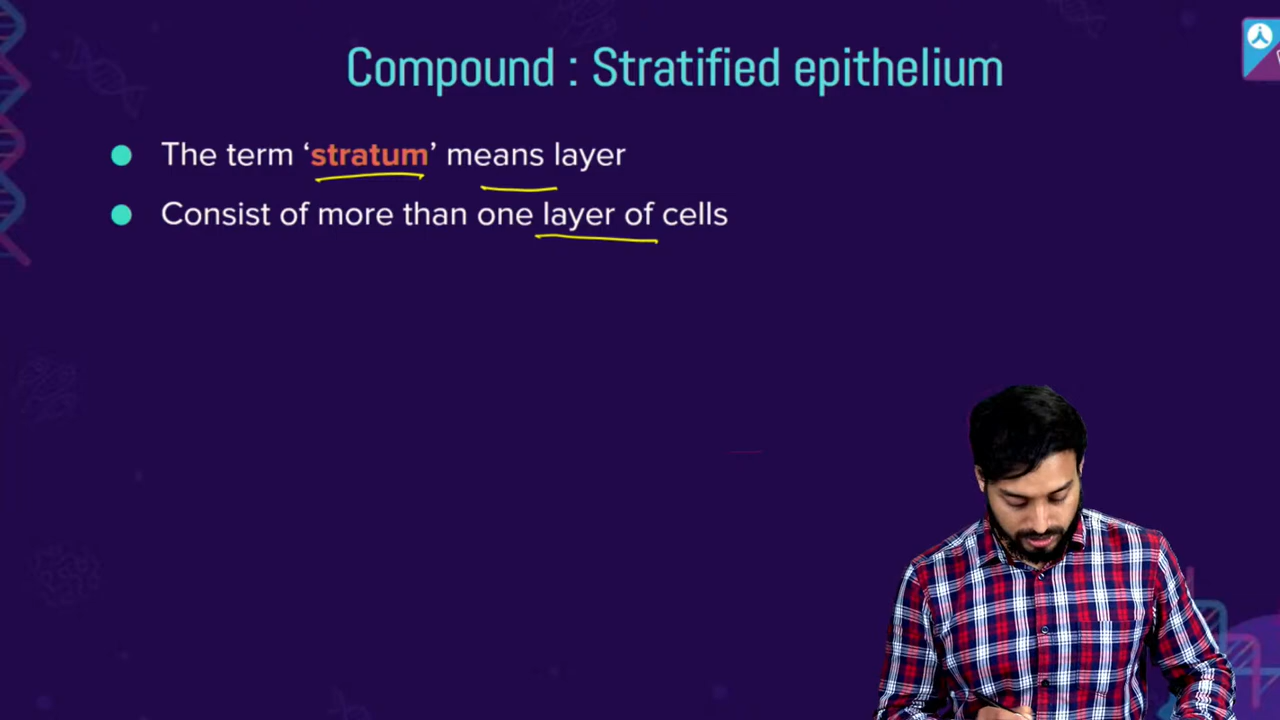 Compound : Stratified epithelium
The term ‘stratum’ means layer
Consist of more than one layer of cells